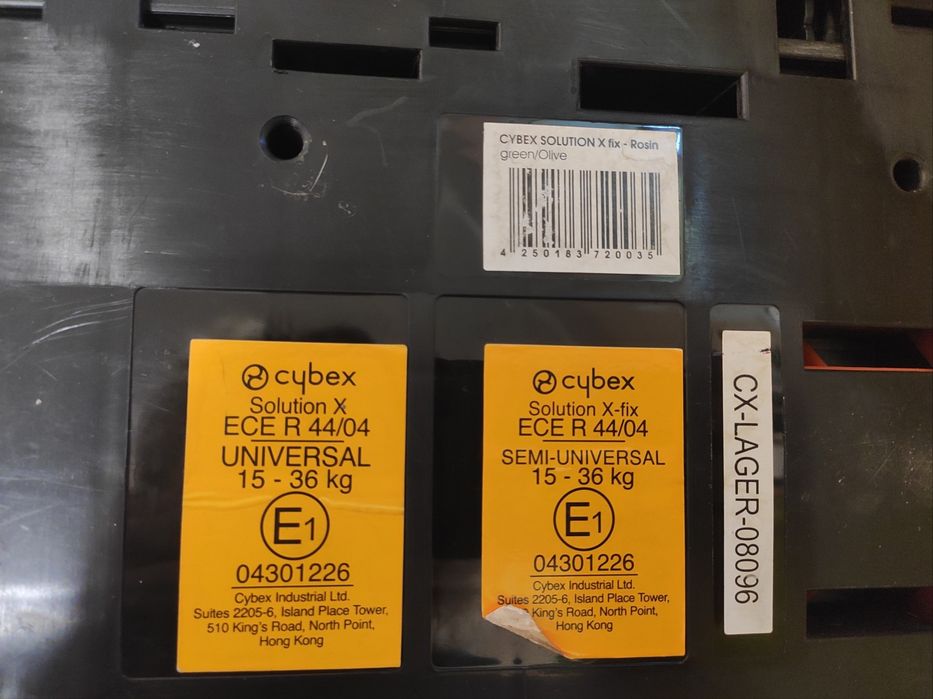 CYBEX SOLUTION X fix - Rosin
green/Olive
4 250183 720035
cybex
Solution X
ECE R 44/04
UNIVERSAL
15 - 36 kg
E1
04301226
Cybex Industrial Ltd.
Suites 2205-6, Island Place Tower,
510 King's Road, North Point,
Hong Kong
cybex
Solution X-fix
ECE R 44/04
SEMI-UNIVERSAL
15 - 36 kg
E1
04301226
Cybex Industrial Ltd.
Suites 2205-6, Island Place Tower,
King's Road, North Point,
Hong Kong
CX-LAGER-08096